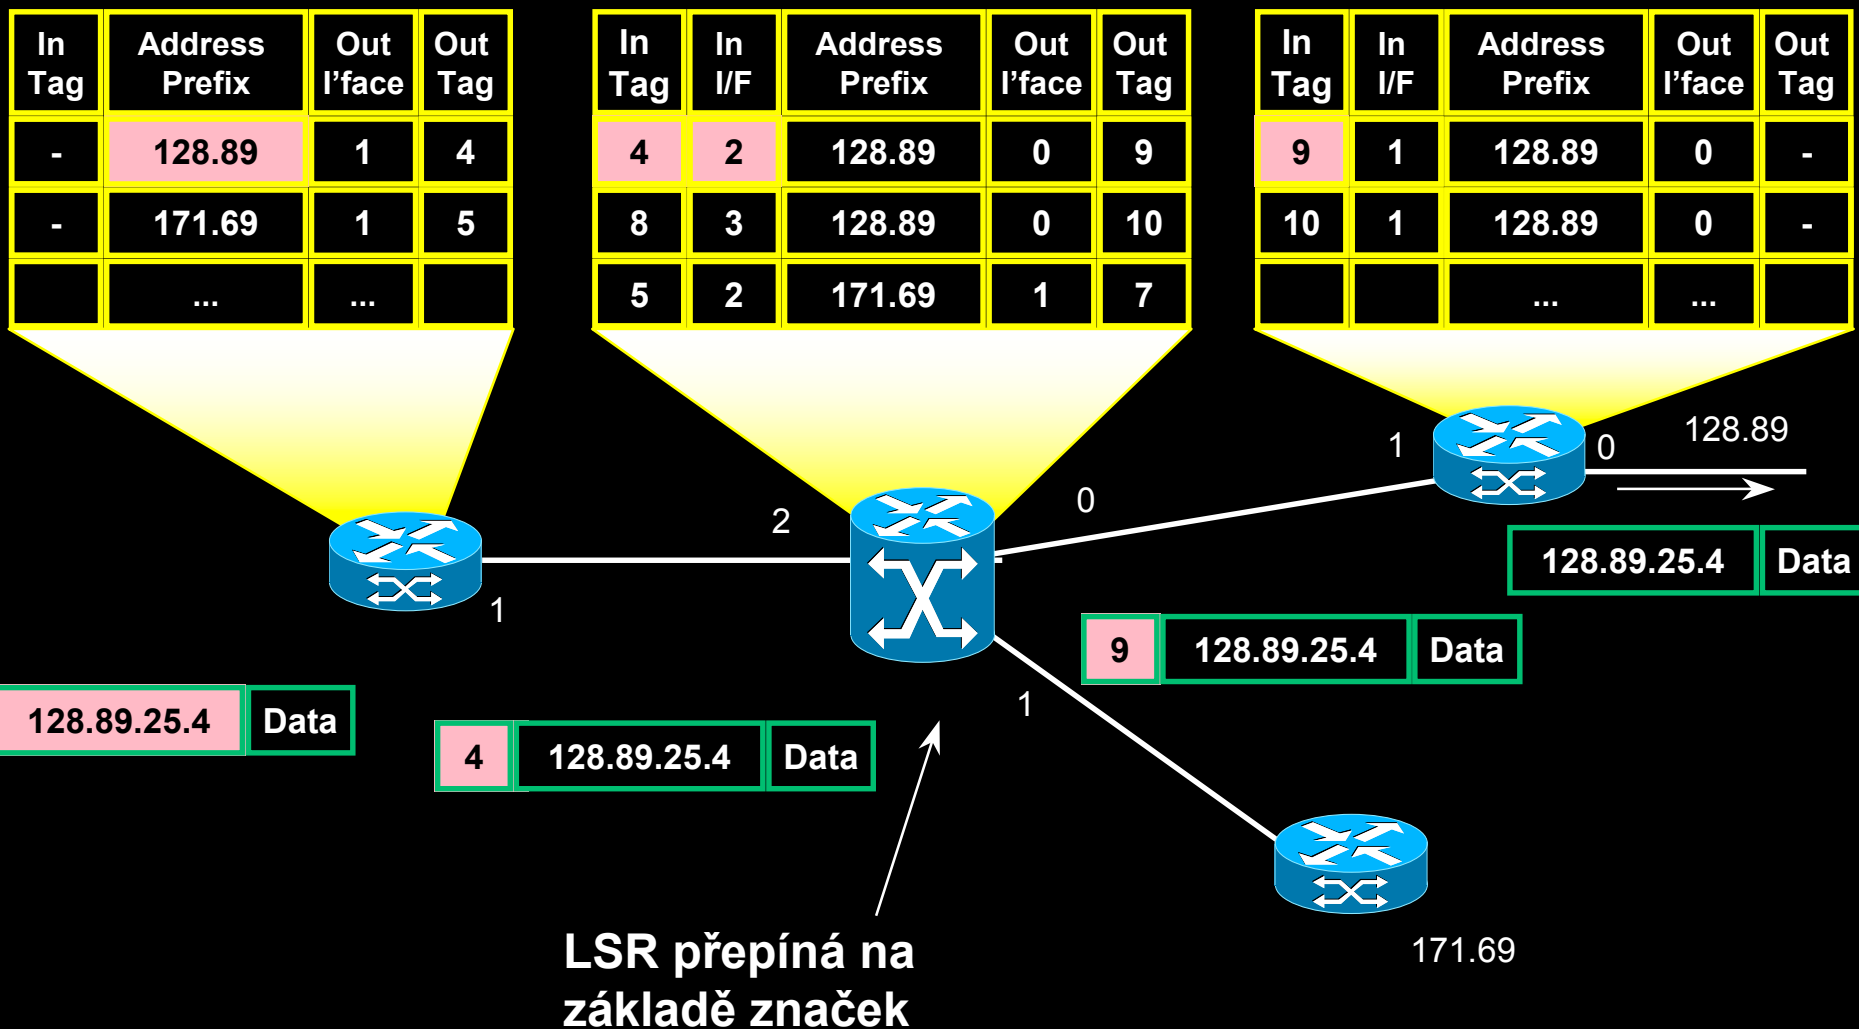 In Tag Address Prefix Out I’face Out Tag
- 128.89 1 4
- 171.69 1 5
... ...
In Tag In I/F Address Prefix Out I’face Out Tag
4 2 128.89 0 9
8 3 128.89 0 10
5 2 171.69 1 7
In Tag In I/F Address Prefix Out I’face Out Tag
9 1 128.89 0 -
10 1 128.89 0 -
... ...
1 0 128.89
2 0
1
128.89.25.4 Data
9 128.89.25.4 Data
1
128.89.25.4 Data
4 128.89.25.4 Data
LSR přepíná na
základě značek
171.69